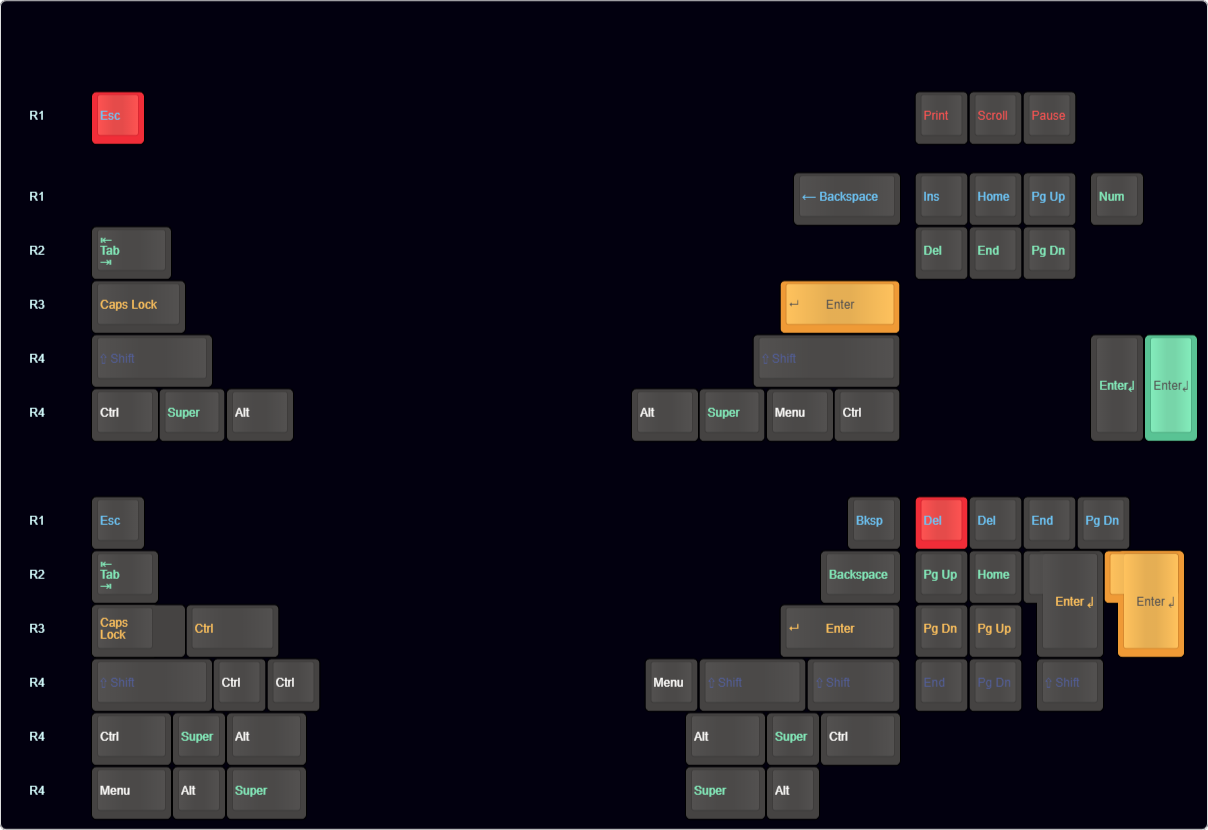 R1 Esc Print Scroll Pause
R1 ← Backspace Ins Home Pg Up Num
⇤
R2 Tab Del End Pg Dn
⇥
R3 Caps Lock ↵ Enter
R4 ⇧ Shift ⇧ Shift
Enter↲ Enter↲
R4 Ctrl Super Alt Alt Super Menu Ctrl
R1 Esc Bksp Del Del End Pg Dn
⇤
R2 Tab Backspace Pg Up Home
⇥
Enter ↲ Enter ↲
Caps
R3 Lock Ctrl ↵ Enter Pg Dn Pg Up
R4 ⇧ Shift Ctrl Ctrl Menu ⇧ Shift ⇧ Shift End Pg Dn ⇧ Shift
R4 Ctrl Super Alt Alt Super Ctrl
R4 Menu Alt Super Super Alt